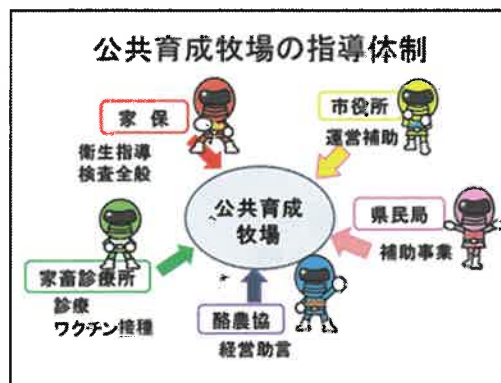 公共育成牧場の指導体制
家保
衛生指導
検査全般
市役所
運営補助
公共育成
牧場
県民局
補助事業
家畜診療所
診療
ワクチン接種
酪農協
経営助言